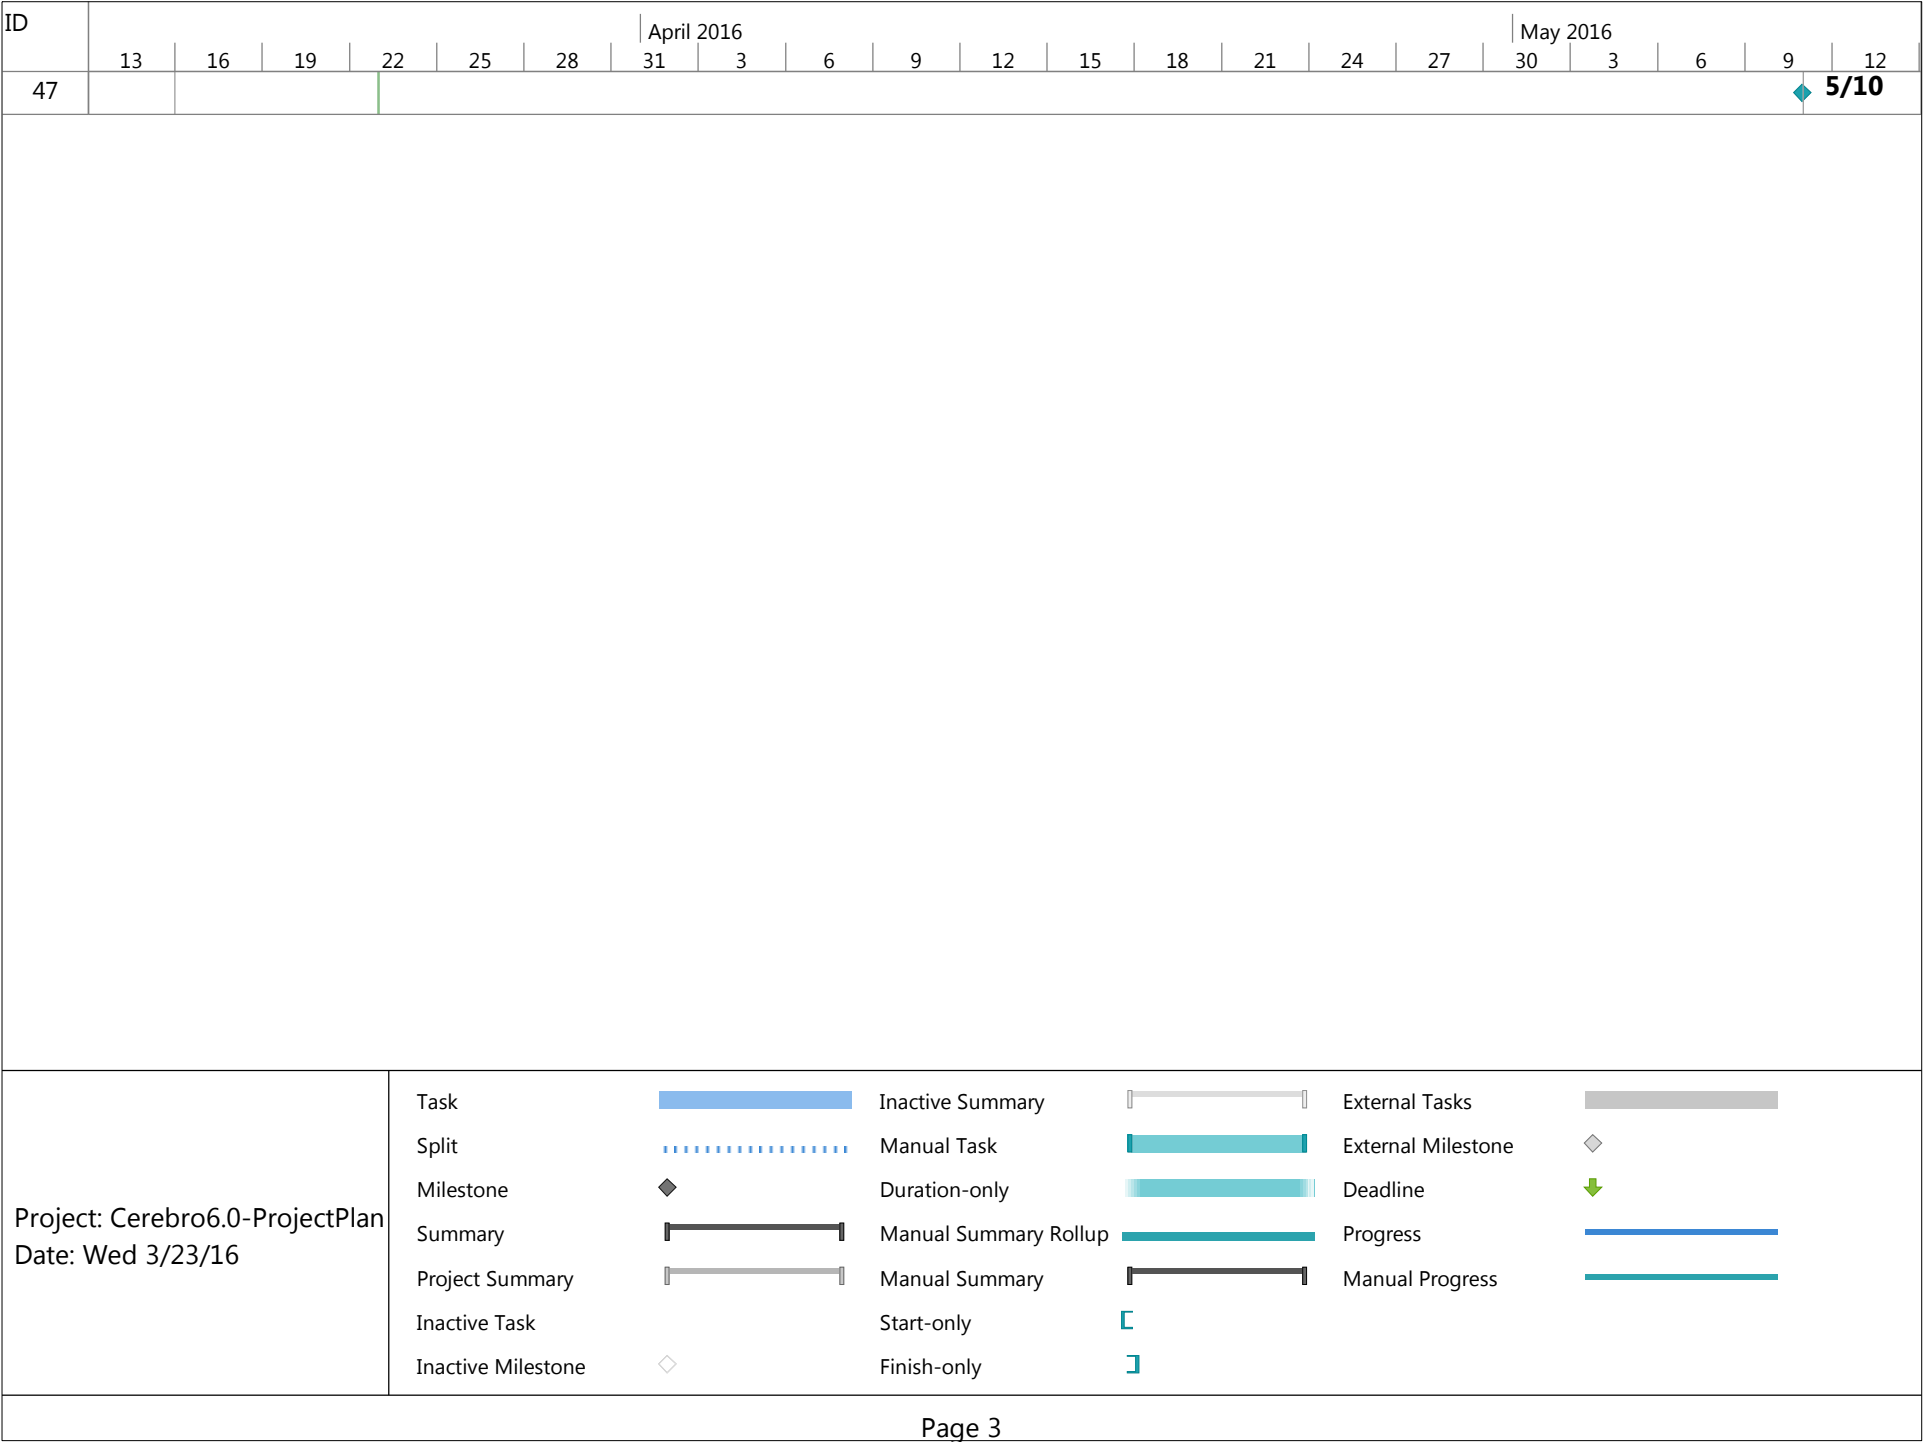 ID
April 2016 May 2016
13 16 19 22 25 28 31 3 6 9 12 15 18 21 24 27 30 3 6 9 12
47 5/10
Project: Cerebro6.0-ProjectPlan
Date: Wed 3/23/16
Task
Split
Milestone
Summary
Project Summary
Inactive Task
Inactive Milestone
Inactive Summary
Manual Task
Duration-only
Manual Summary Rollup
Manual Summary
Start-only
Finish-only
External Tasks
External Milestone
Deadline
Progress
Manual Progress
Page 3